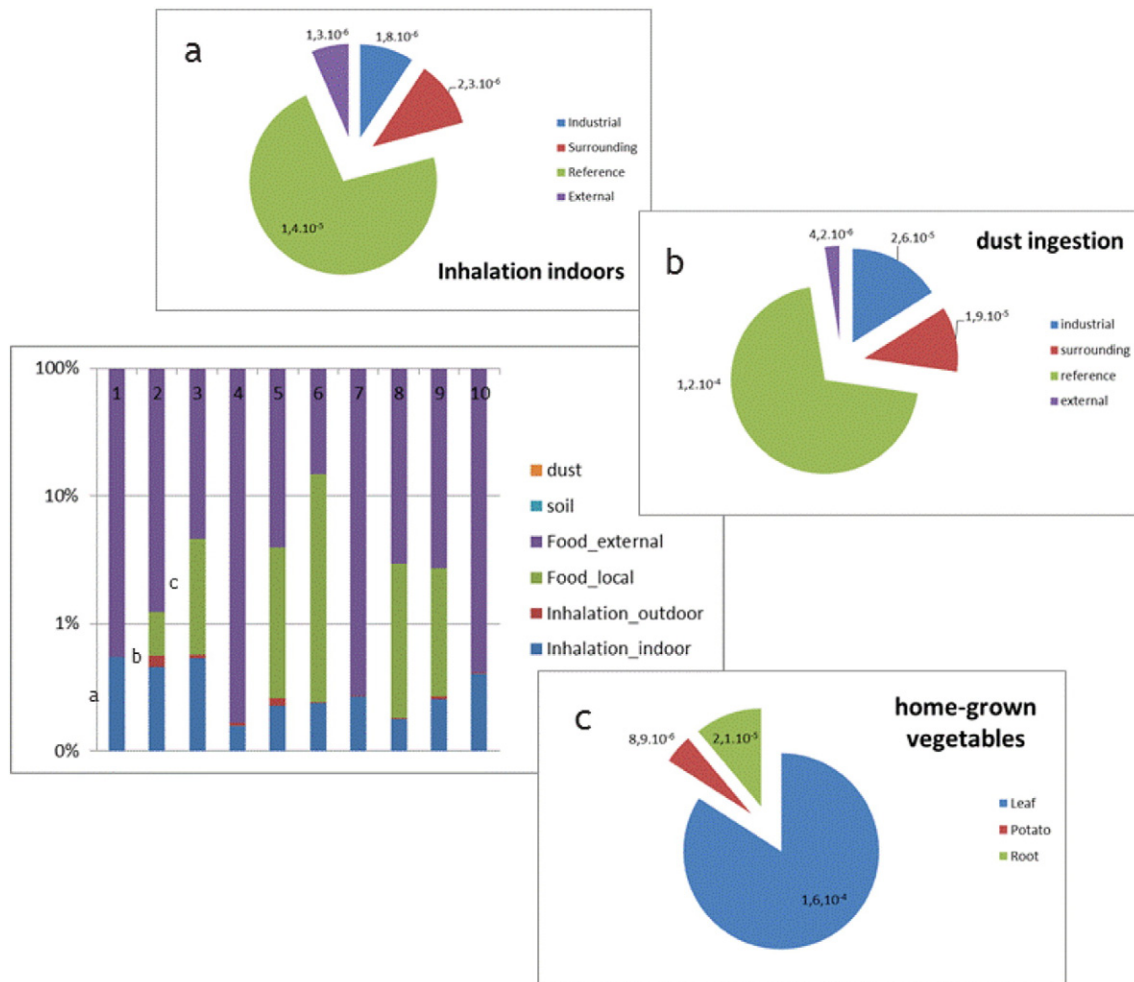 a
1,3.10-6
1,8.10-6
2,3.10-6
1,4.10-5
Industrial
Surrounding
Reference
External
Inhalation indoors
b
dust ingestion
4,2.10-6
2,6.10-5
1,9.10-5
1,2.10-4
industrial
surrounding
reference
external
100%
10%
1%
0%
1 2 3 4 5 6 7 8 9 10
c
b
a
dust
soil
Food_external
Food_local
Inhalation_outdoor
Inhalation_indoor
c
home-grown
vegetables
8,9.10-6
2,1.10-5
1,6,10-4
Leaf
Potato
Root